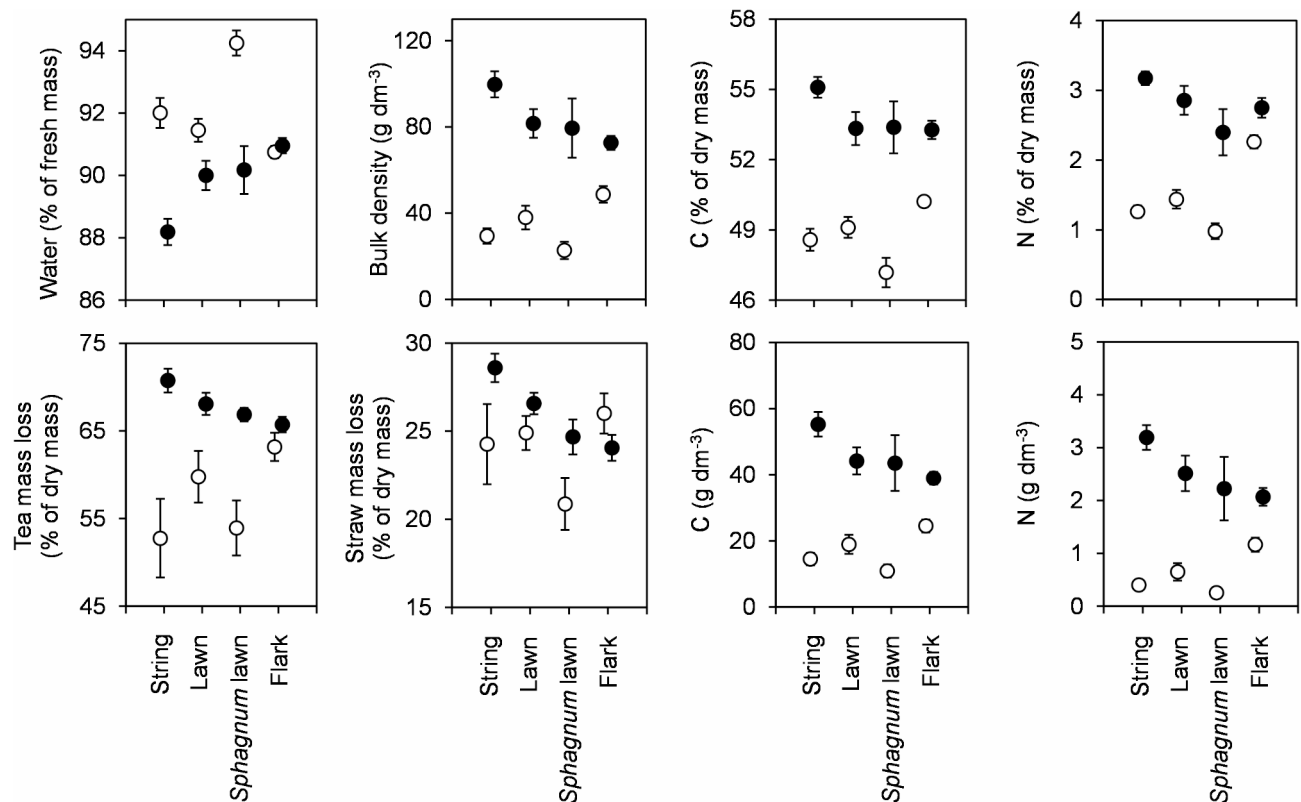 Water (% of fresh mass)
94
92
90
88
86
Bulk density (g dm-3)
120
80
40
0
C (% of dry mass)
58
55
52
49
46
N (% of dry mass)
4
3
2
1
0
Tea mass loss
(% of dry mass)
75
65
55
45
String
Lawn
Sphagnum lawn
Flark
Straw mass loss
(% of dry mass)
30
25
20
15
String
Lawn
Sphagnum lawn
Flark
C (g dm-3)
80
60
40
20
0
String
Lawn
Sphagnum lawn
Flark
N (g dm-3)
5
4
3
2
1
0
String
Lawn
Sphagnum lawn
Flark